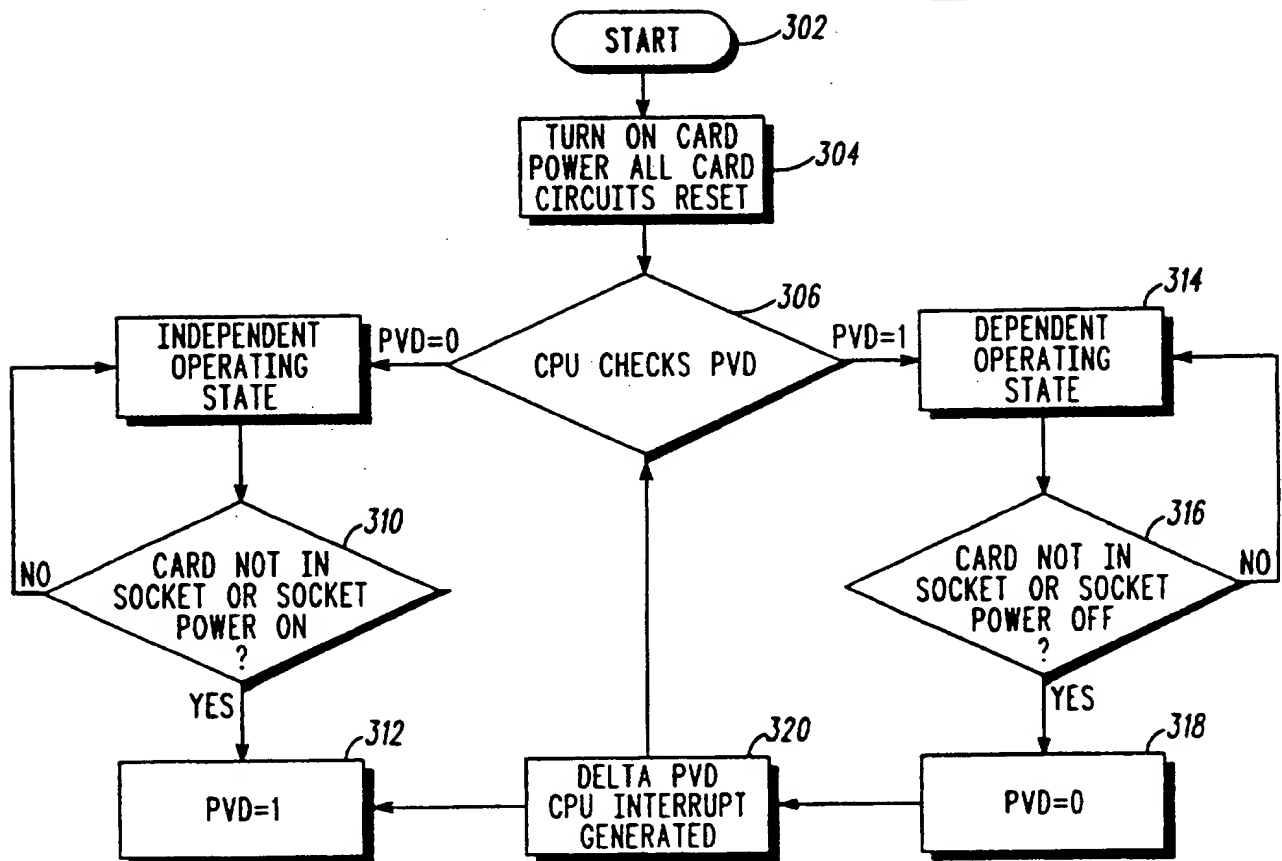 START
302
TURN ON CARD
POWER ALL CARD
CIRCUITS RESET
304
306
CPU CHECKS PVD
PVD=0
PVD=1
INDEPENDENT
OPERATING
STATE
314
DEPENDENT
OPERATING
STATE
310
CARD NOT IN
SOCKET OR SOCKET
POWER ON
?
NO
YES
316
CARD NOT IN
SOCKET OR SOCKET
POWER OFF
?
NO
YES
312
PVD=1
320
DELTA PVD
CPU INTERRUPT
GENERATED
318
PVD=0